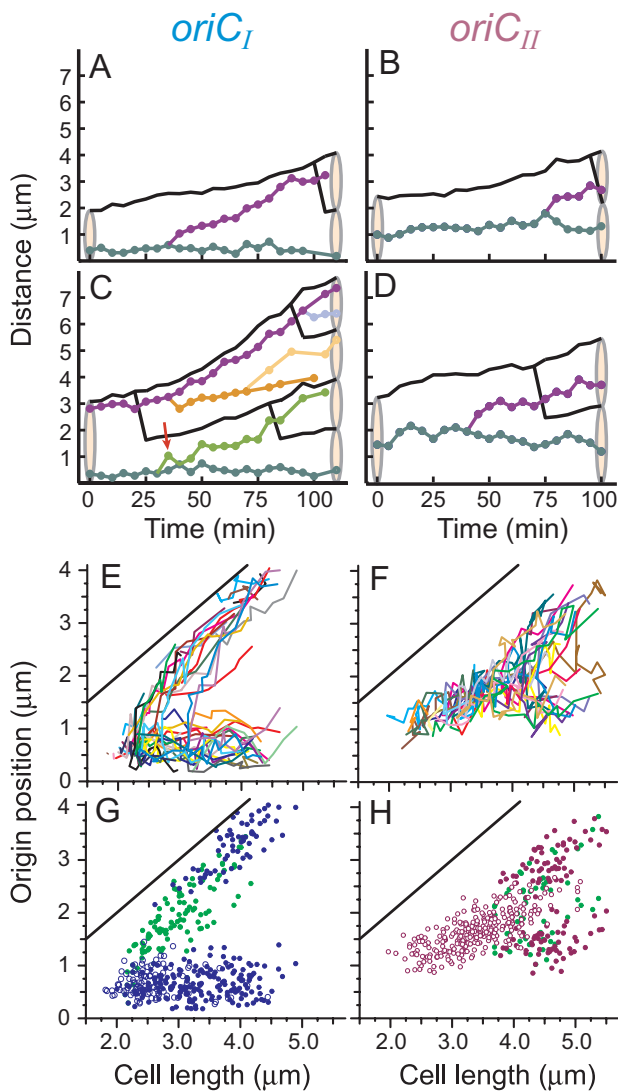 oriC_I oriC_II
A B
7
6
5
4
3
2
1
Distance (μm)
C D
7
6
5
4
3
2
1
0 25 50 75 100 0 25 50 75 100
Time (min) Time (min)
E F
4
3
2
1
0
Origin position (μm)
G H
4
3
2
1
0
2.0 3.0 4.0 5.0 2.0 3.0 4.0 5.0
Cell length (μm) Cell length (μm)